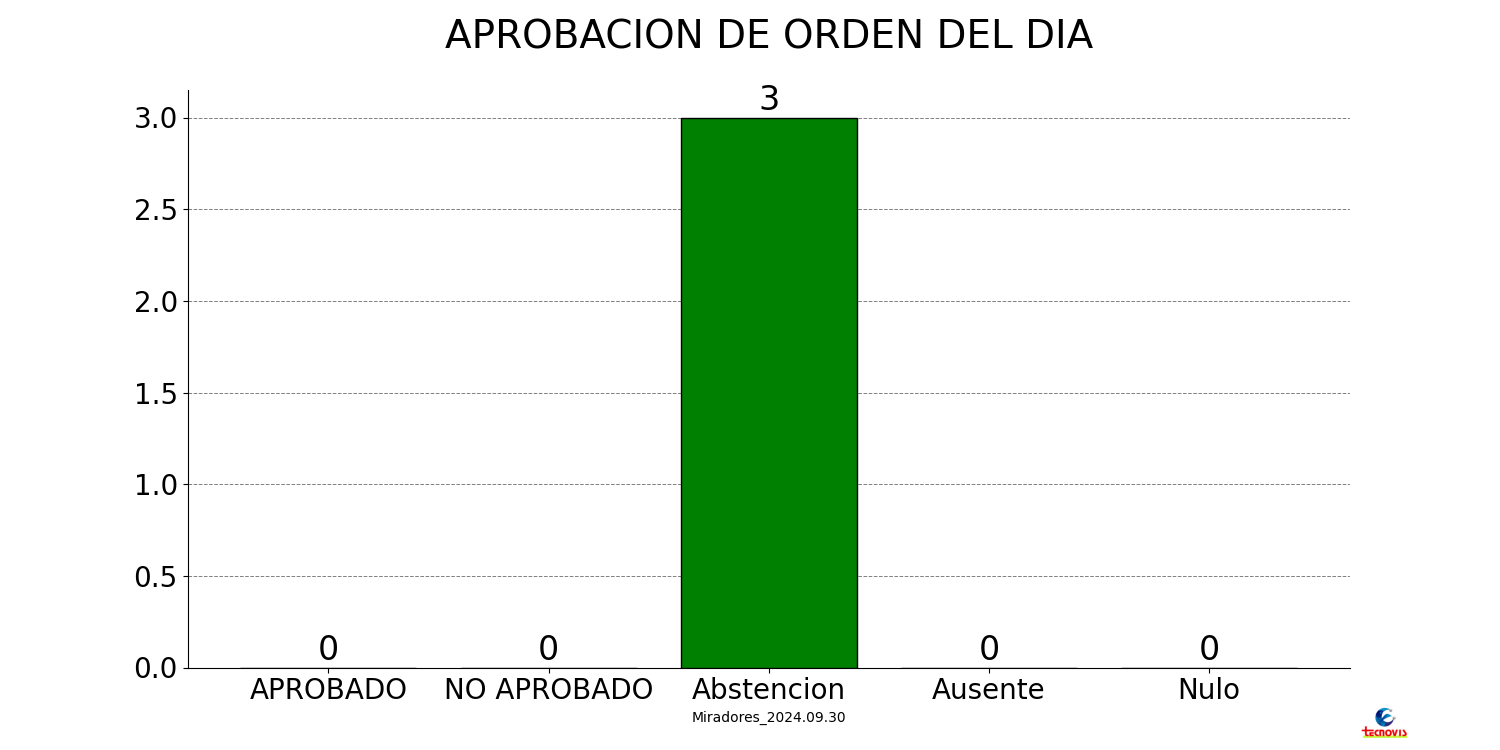 APROBACION DE ORDEN DEL DIA
3
3.0
2.5
2.0
1.5
1.0
0.5
0 0 0 0
0.0
APROBADO NO APROBADO Abstencion Ausente Nulo
Miradores_2024.09.30
tecnovis